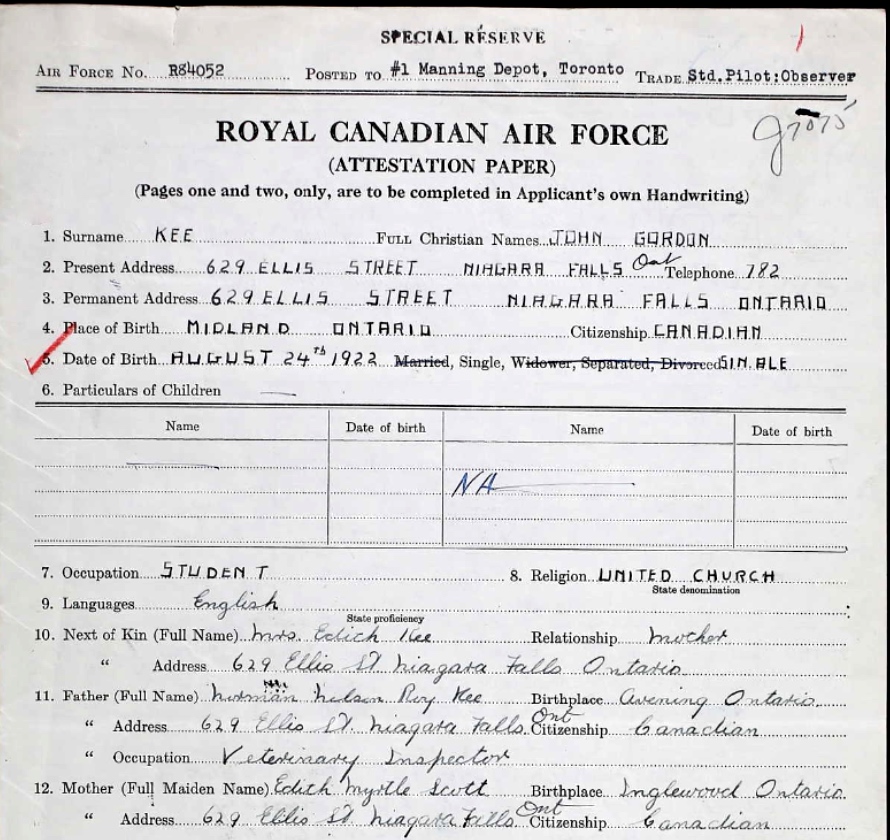 SPECIAL RESERVE
AIR FORCE NO. R84052 POSTED TO #1 Manning Depot, Toronto TRADE Std.Pilot:Observer
ROYAL CANADIAN AIR FORCE
(ATTESTATION PAPER)
(Pages one and two, only, are to be completed in Applicant's own Handwriting)
1. Surname KEE FULL Christian Names JOHN GORDON
2. Present Address 629 ELLIS STREET NIAGARA FALLS Ont Telephone 782
3. Permanent Address 629 ELLIS STREET NIAGARA FALLS ONTARIO
4. Place of Birth MIDLAND ONTARIO Citizenship CANADIAN
5. Date of Birth AUGUST 24th 1922 Married, Single, Widower, Separated, Divorced SINGLE
6. Particulars of Children
Name Date of birth Name Date of birth
NA
7. Occupation STUDENT 8. Religion UNITED CHURCH
State denomination
9. Languages English
State proficiency
10. Next of Kin (Full Name) Mrs. Edith Kee Relationship Mother
" Address 629 Ellis St Niagara Falls Ontario
11. Father (Full Name) Norman Nelson Roy Kee Birthplace Avening Ontario
" Address 629 Ellis St. Niagara Falls Ont Citizenship Canadian
" Occupation Veterinary Inspector
12. Mother (Full Maiden Name) Edith Myrtle Scott Birthplace Inglewood Ontario
" Address 629 Ellis St. Niagara Falls Ont Citizenship Canadian